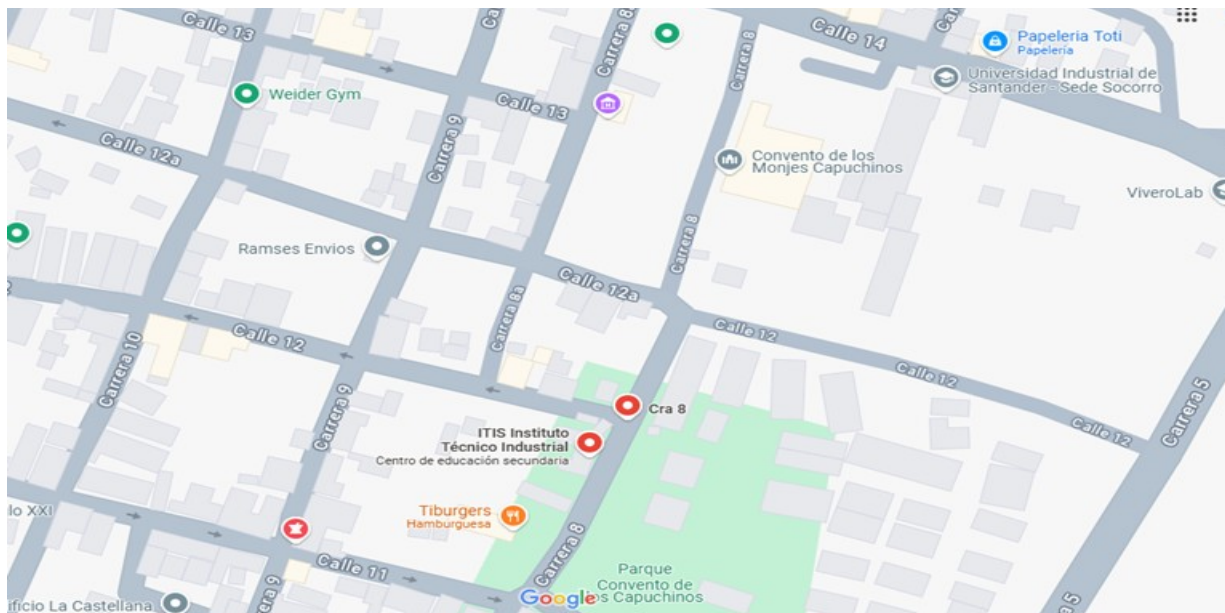 Calle 13
Carrera 8
Carrera 8
Calle 14
Papeleria Toti
Papelería
Universidad Industrial de
Santander - Sede Socorro
Weider Gym
Calle 13
Carrera 9
Calle 12a
Convento de los
Monjes Capuchinos
ViveroLab
Carrera 8
Ramses Envios
Calle 12a
Carrera 8a
Calle 12
Calle 12
Calle 12
Carrera 10
Carrera 9
Cra 8
Carrera 5
Calle 12
ITIS Instituto
Técnico Industrial
Centro de educación secundaria
lo XXI
Tiburgers
Hamburguesa
Carrera 8
Calle 11
Parque
Convento de
los Capuchinos
Google
Carrera 9
ificio La Castellana